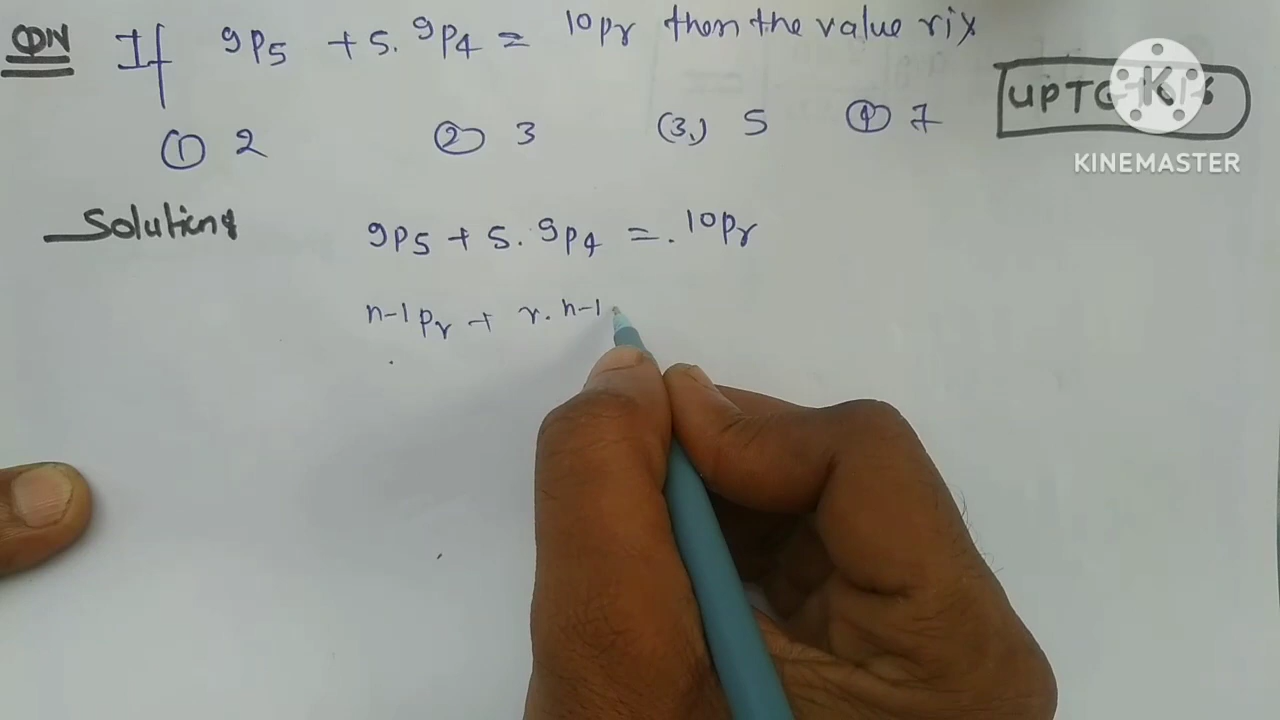 QN If 9P5 + 5. 9P4 = 10Pr then the value r is
① 2 ② 3 (3.) 5 ④ 7
KINEMASTER
Solution
9P5 + 5. 9P4 = . 10Pr
n-1Pr + r. n-1